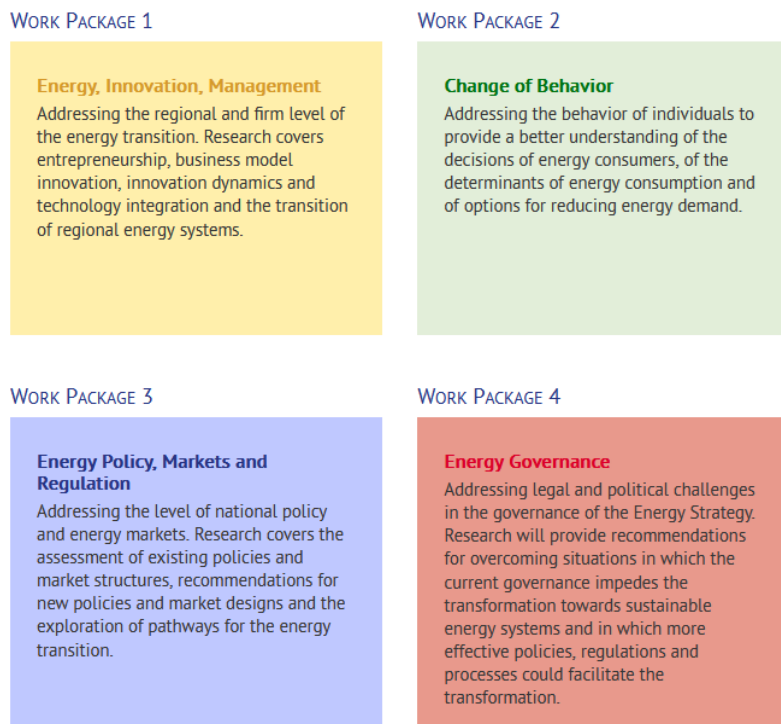 Work Package 1
Energy, Innovation, Management
Addressing the regional and firm level of
the energy transition. Research covers
entrepreneurship, business model
innovation, innovation dynamics and
technology integration and the transition
of regional energy systems.
Work Package 2
Change of Behavior
Addressing the behavior of individuals to
provide a better understanding of the
decisions of energy consumers, of the
determinants of energy consumption and
of options for reducing energy demand.
Work Package 3
Energy Policy, Markets and
Regulation
Addressing the level of national policy
and energy markets. Research covers the
assessment of existing policies and
market structures, recommendations for
new policies and market designs and the
exploration of pathways for the energy
transition.
Work Package 4
Energy Governance
Addressing legal and political challenges
in the governance of the Energy Strategy.
Research will provide recommendations
for overcoming situations in which the
current governance impedes the
transformation towards sustainable
energy systems and in which more
effective policies, regulations and
processes could facilitate the
transformation.